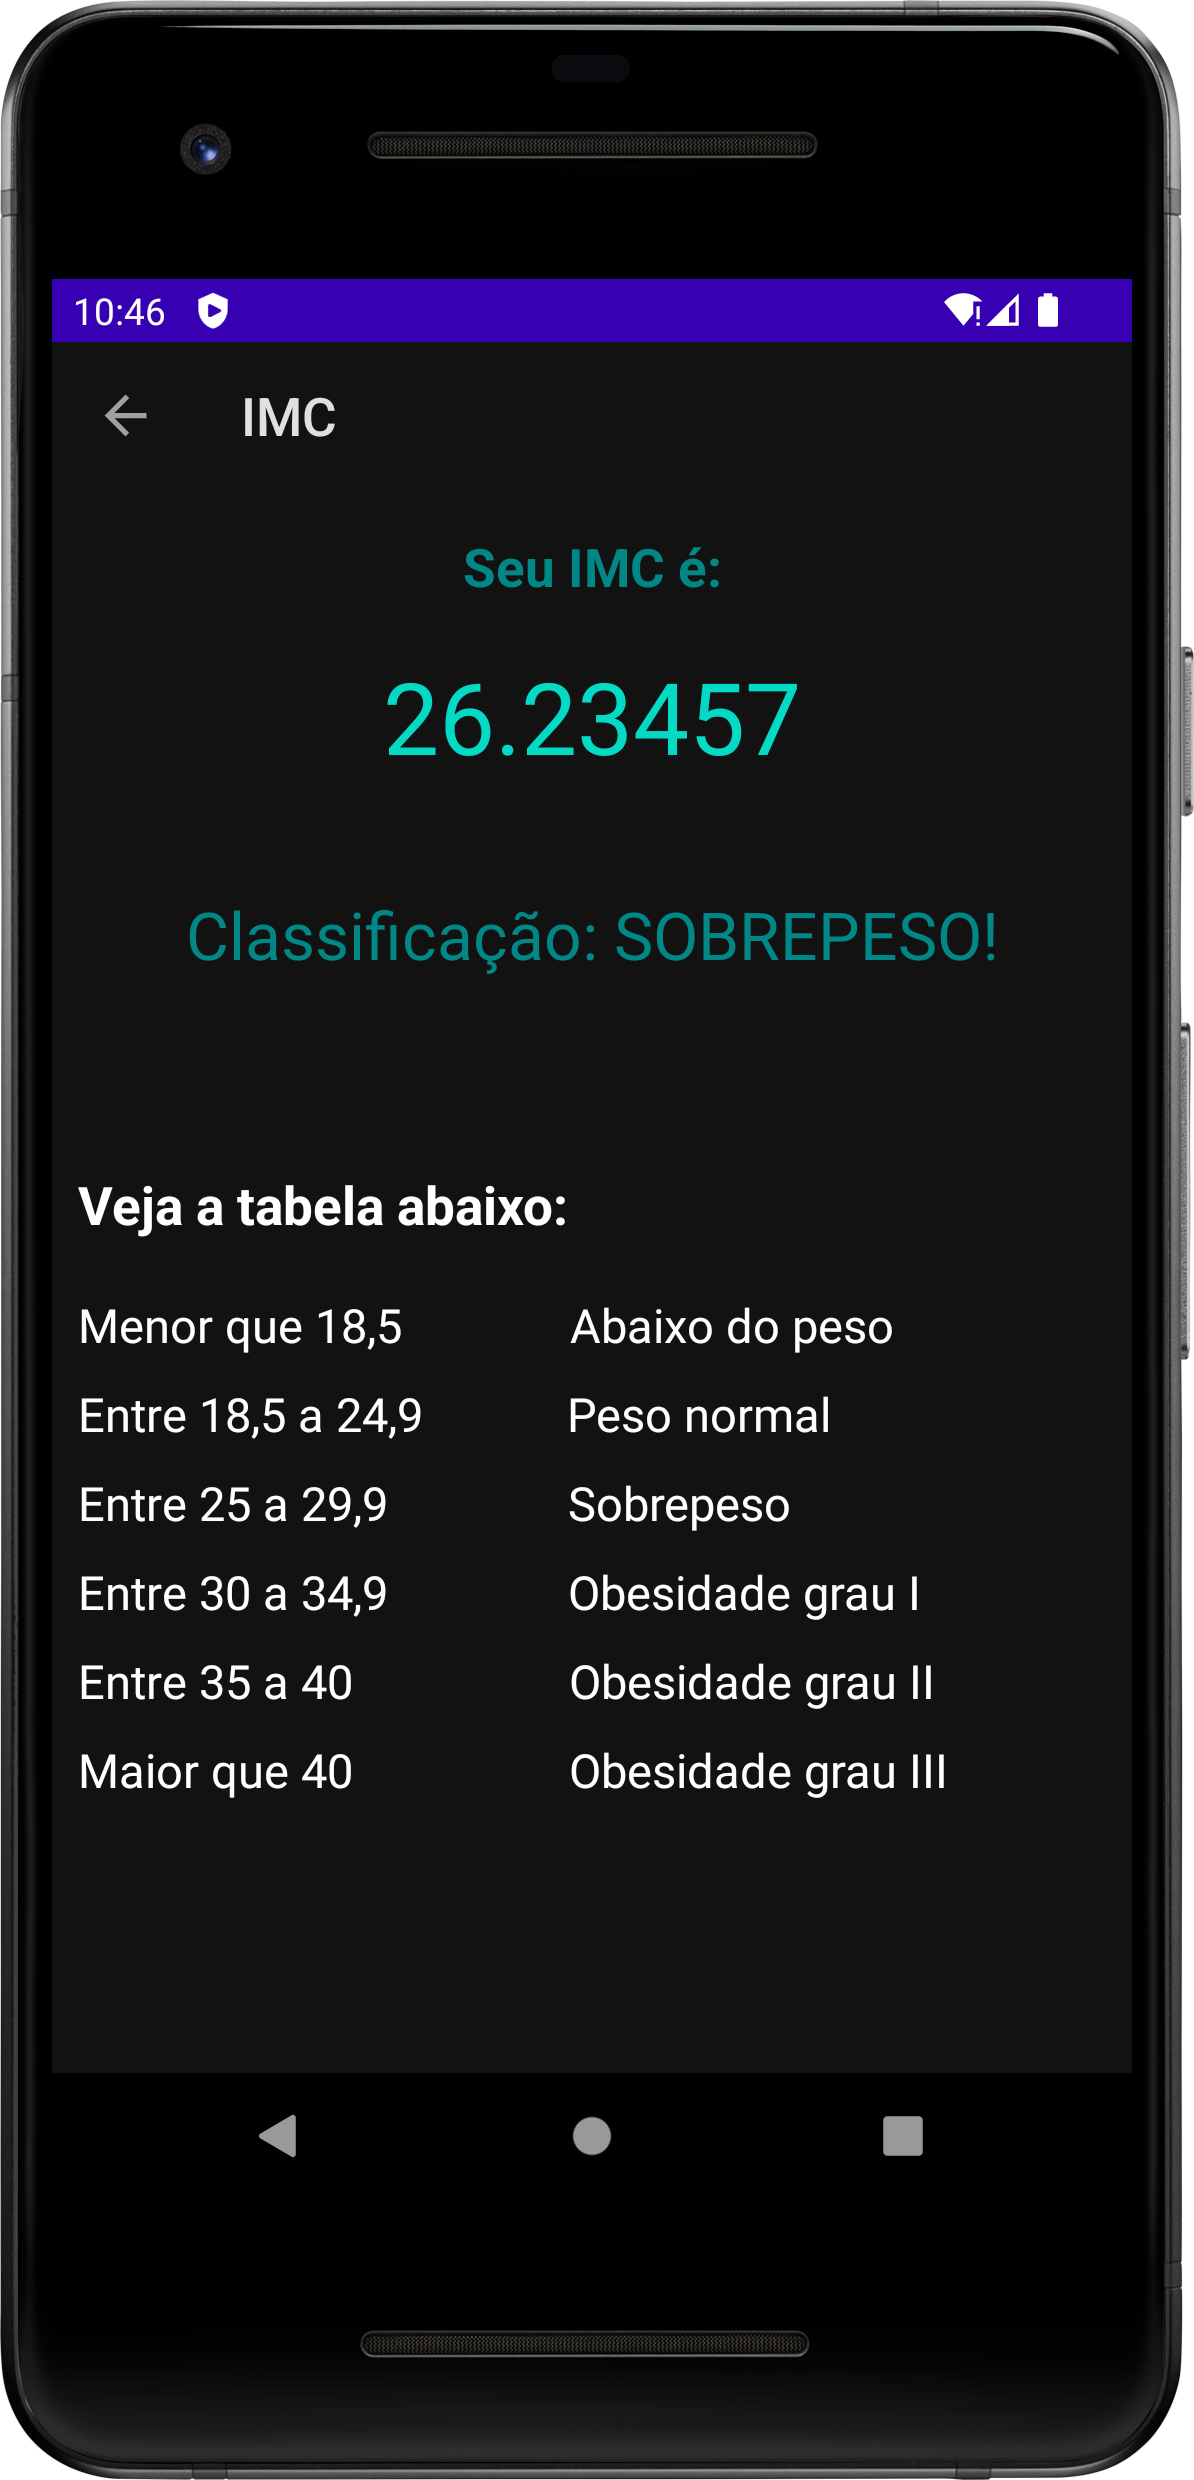 10:46
IMC
Seu IMC é:
26.23457
Classificação: SOBREPESO!
Veja a tabela abaixo:
Menor que 18,5 Abaixo do peso
Entre 18,5 a 24,9 Peso normal
Entre 25 a 29,9 Sobrepeso
Entre 30 a 34,9 Obesidade grau I
Entre 35 a 40 Obesidade grau II
Maior que 40 Obesidade grau III